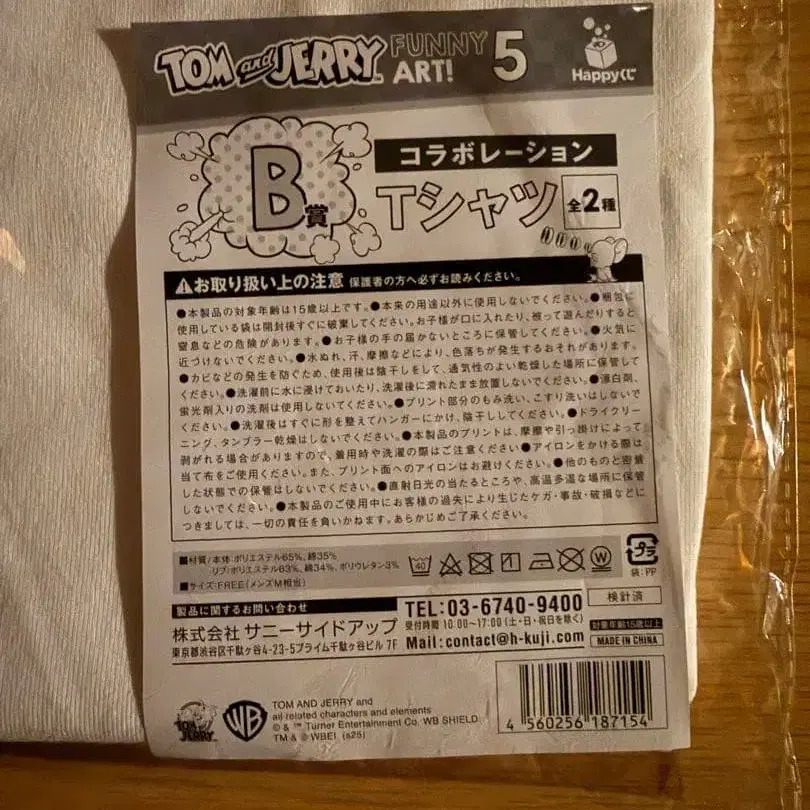 TOM and JERRY FUNNY ART! 5
Happyくじ
B賞
コラボレーション
Tシャツ 全2種
お取り扱い上の注意 保護者の方へ必ずお読みください。
●本製品の対象年齢は15歳以上です。●本来の用途以外に使用しないでください。●梱包に
使用している袋は開封後すぐに破棄してください。お子様が口に入れたり、被って遊んだりすると
窒息などの危険があります。●お子様の手の届かないところに保管してください。●火気に
近づけないでください。●水ぬれ、汗、摩擦などにより、色落ちが発生するおそれがあります。
●カビなどの発生を防ぐため、使用後は陰干しをして、通気性のよい乾燥した場所に保管して
ください。●洗濯前に水に浸けておいたり、洗濯後に濡れたまま放置しないでください。●漂白剤、
蛍光剤入りの洗剤は使用しないでください。●プリント部分のもみ洗い、こすり洗いはしないで
ください。●洗濯後はすぐに形を整えてハンガーにかけ、陰干ししてください。●ドライクリー
ニング、タンブラー乾燥はしないでください。●本製品のプリントは、摩擦や引っ掛けによって
剥がれる場合がありますので、着用時や洗濯の際はご注意ください●アイロンをかける際は
当て布をご使用ください。また、プリント面へのアイロンはお避けください。●他のものと密着
した状態での保管はしないでください。●直射日光の当たるところや、高温多湿な場所に保管
しないでください。●本製品のご使用中にお客様の過失により生じたケガ・事故・破損などに
つきましては、一切の責任を負いかねます。あらかじめご了承ください。
■材質/本体:ポリエステル65%、綿35%
リブ:ポリエステル63%、綿34%、ポリウレタン3%
■サイズ:FREE(メンズM相当)
40
W
プラ
袋:PP
製品に関するお問い合わせ
株式会社 サニーサイドアップ
東京都渋谷区千駄ヶ谷4-23-5プライム千駄ヶ谷ビル 7F
TEL:03-6740-9400
受付時間 10:00~17:00(土・日・祝日を除く)
Mail:contact@h-kuji.com
検針済
対象年齢15歳以上
MADE IN CHINA
TOM and JERRY
WB
TOM AND JERRY and
all related characters and elements
© & ™ Turner Entertainment Co. WB SHIELD:
TM & © WBEI (s25)
4 560256 187154